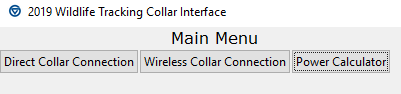 2019 Wildlife Tracking Collar Interface
Main Menu
Direct Collar Connection Wireless Collar Connection Power Calculator